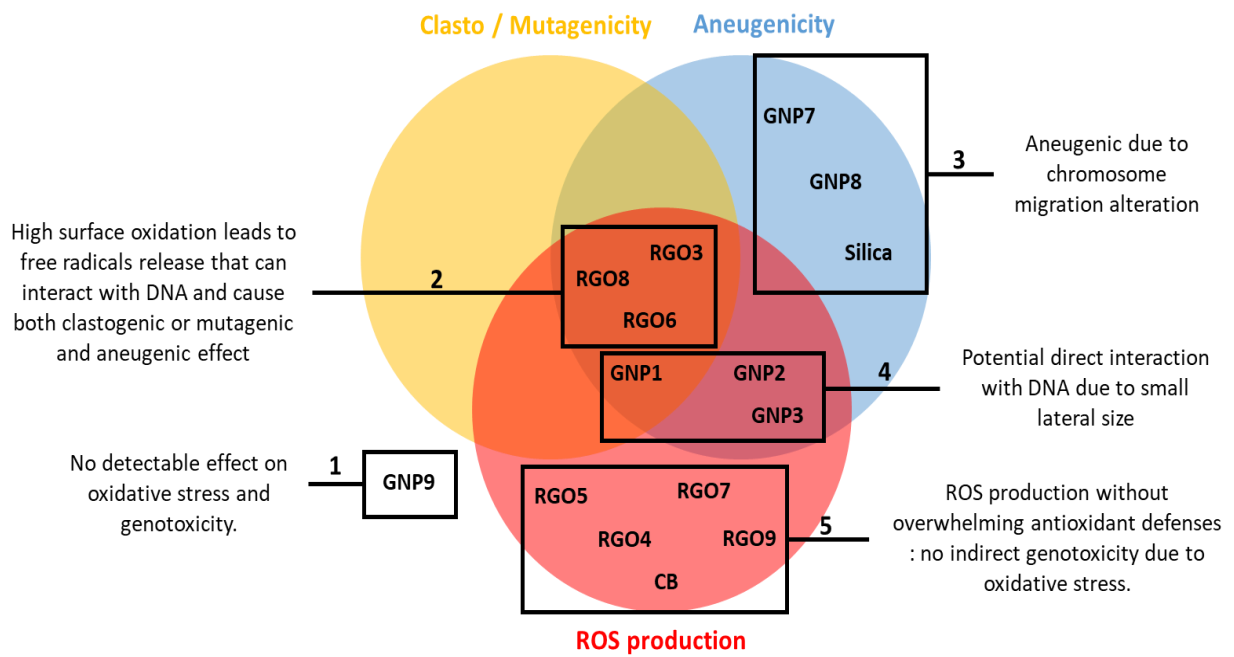 Clasto / Mutagenicity
Aneugenicity
GNP7
GNP8
Silica
3
Aneugenic due to
chromosome
migration alteration
High surface oxidation leads to
free radicals release that can
interact with DNA and cause
both clastogenic or mutagenic
and aneugenic effect
2
RGO3
RGO8
RGO6
GNP1
GNP2
GNP3
4
Potential direct interaction
with DNA due to small
lateral size
No detectable effect on
oxidative stress and
genotoxicity.
1
GNP9
RGO5
RGO7
RGO4
RGO9
CB
5
ROS production without
overwhelming antioxidant defenses
: no indirect genotoxicity due to
oxidative stress.
ROS production